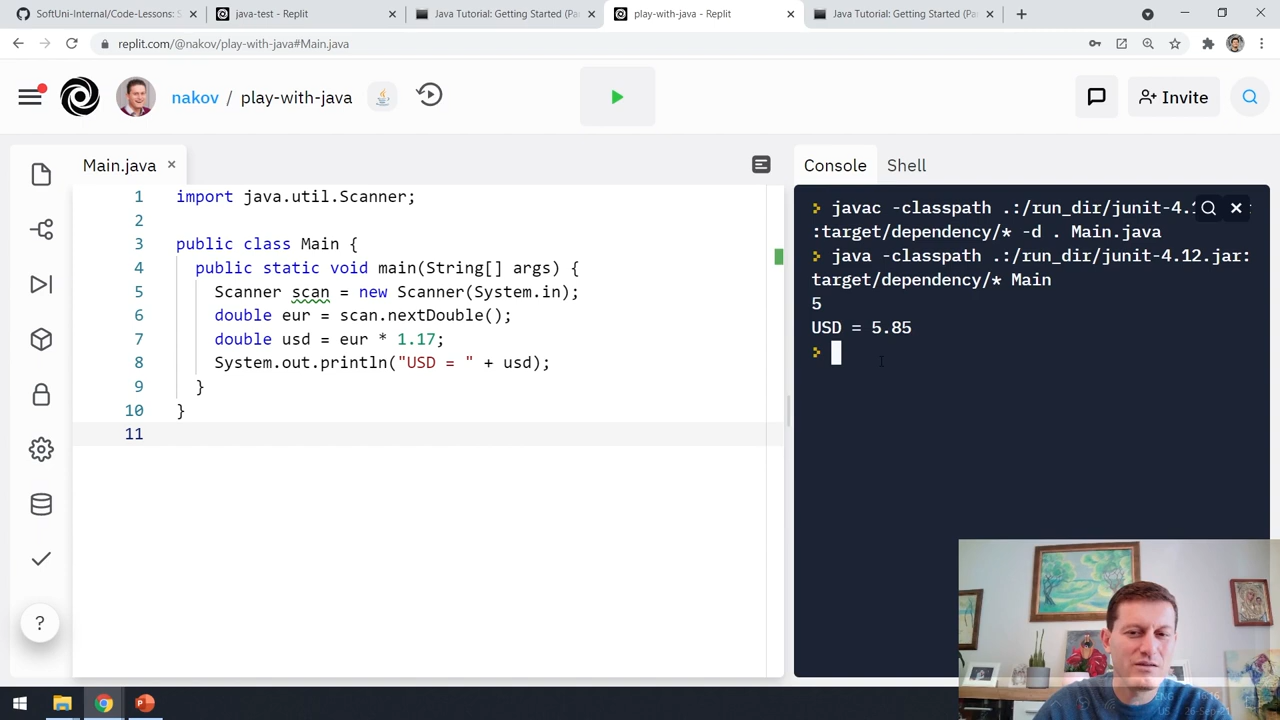 SoftUni-Internal/Code-Lessons: S
java-test - Replit
Java Tutorial: Getting Started (Pa
play-with-java - Replit
Java Tutorial: Getting Started (Pa
replit.com/@nakov/play-with-java#Main.java
nakov / play-with-java
Invite
Main.java
Console
Shell
1 import java.util.Scanner;
2
3 public class Main {
4 public static void main(String[] args) {
5 Scanner scan = new Scanner(System.in);
6 double eur = scan.nextDouble();
7 double usd = eur * 1.17;
8 System.out.println("USD = " + usd);
9 }
10 }
11
?
› javac -classpath .:/run_dir/junit-4.
:target/dependency/* -d . Main.java
› java -classpath .:/run_dir/junit-4.12.jar:
target/dependency/* Main
5
USD = 5.85
›
ENG
US